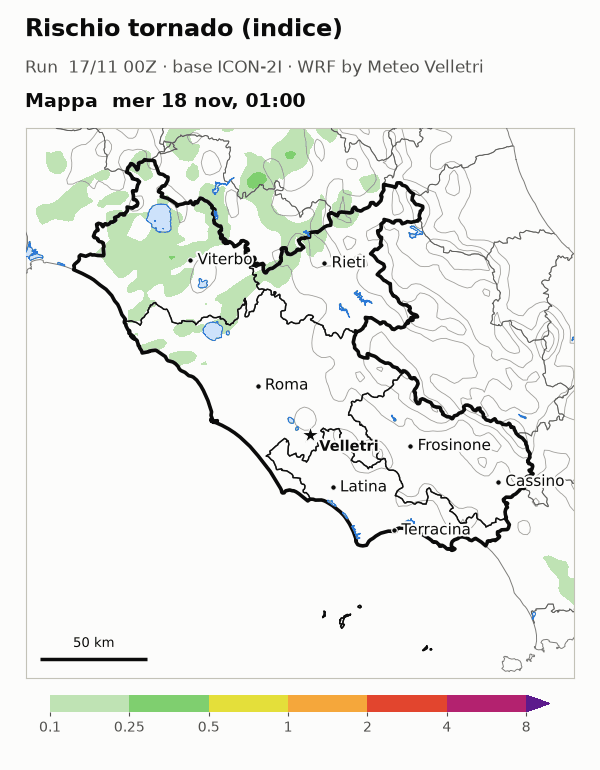 Rischio tornado (indice)
Run  17/11 00Z · base ICON-2I · WRF by Meteo Velletri
Mappa  mer 18 nov, 01:00
Viterbo
Rieti
Roma
Velletri
Frosinone
Latina
Cassino
Terracina
50 km
0.1 0.25 0.5 1 2 4 8